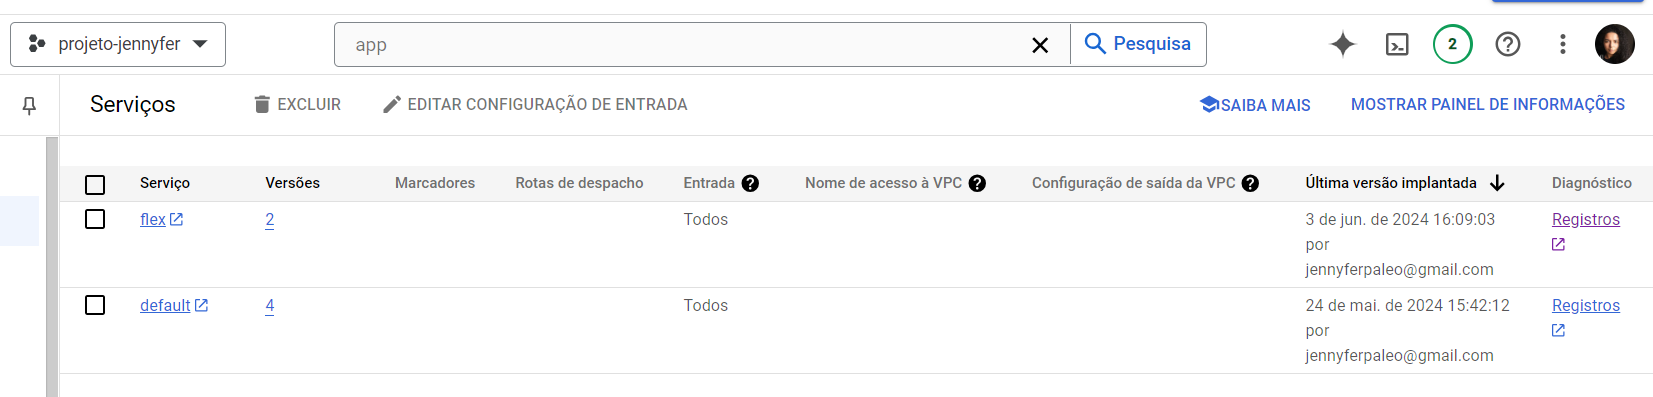 projeto-jennyfer
app
Pesquisa
2
Serviços
EXCLUIR
EDITAR CONFIGURAÇÃO DE ENTRADA
SAIBA MAIS
MOSTRAR PAINEL DE INFORMAÇÕES
Serviço Versões Marcadores Rotas de despacho Entrada Nome de acesso à VPC Configuração de saída da VPC Última versão implantada Diagnóstico
flex 2 Todos 3 de jun. de 2024 16:09:03 Registros
por
jennyferpaleo@gmail.com
default 4 Todos 24 de mai. de 2024 15:42:12 Registros
por
jennyferpaleo@gmail.com